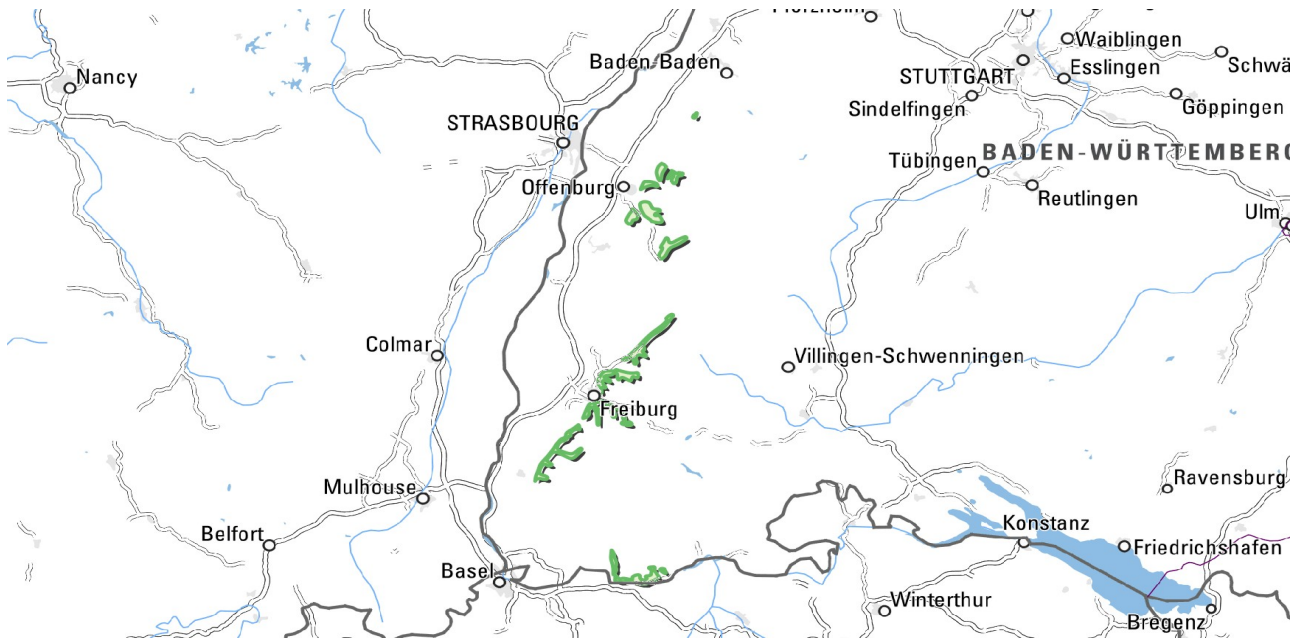 Waiblingen
Baden-Baden
Nancy
STUTTGART
Esslingen
Schwä
Sindelfingen
Göppingen
STRASBOURG
Tübingen
BADEN-WÜRTTEMBERG
Offenburg
Reutlingen
Ulm
Colmar
Villingen-Schwenningen
Freiburg
Ravensburg
Mulhouse
Konstanz
Belfort
Friedrichshafen
Basel
Winterthur
Bregenz